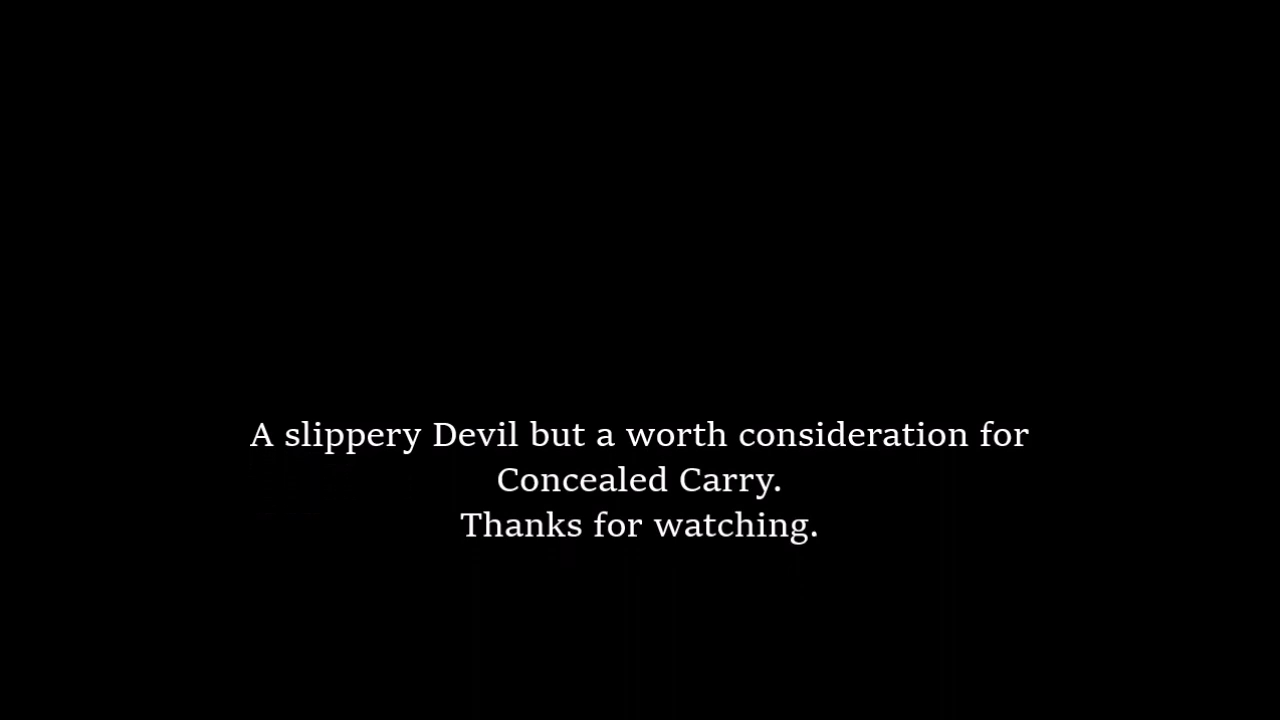 A slippery Devil but a worth consideration for
Concealed Carry.
Thanks for watching.